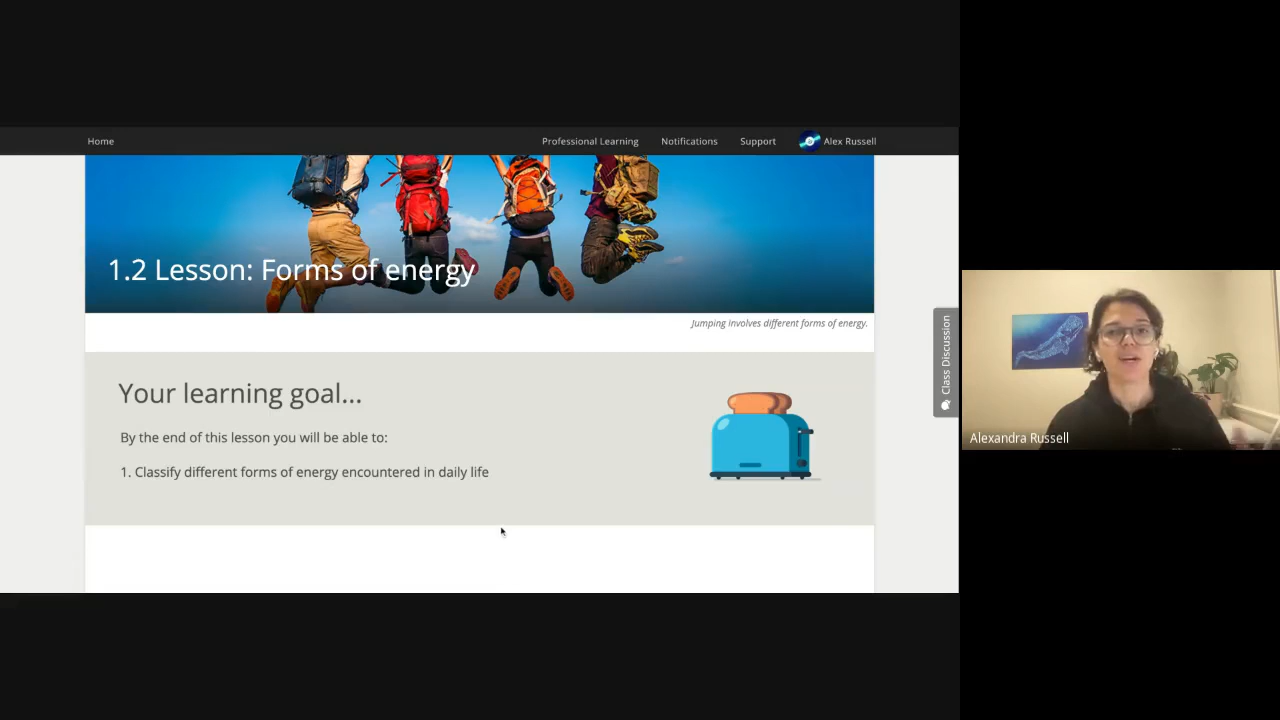 Home
Professional Learning
Notifications
Support
Alex Russell
1.2 Lesson: Forms of energy
Jumping involves different forms of energy.
Your learning goal...
By the end of this lesson you will be able to:
1. Classify different forms of energy encountered in daily life
Class Discussion
Alexandra Russell